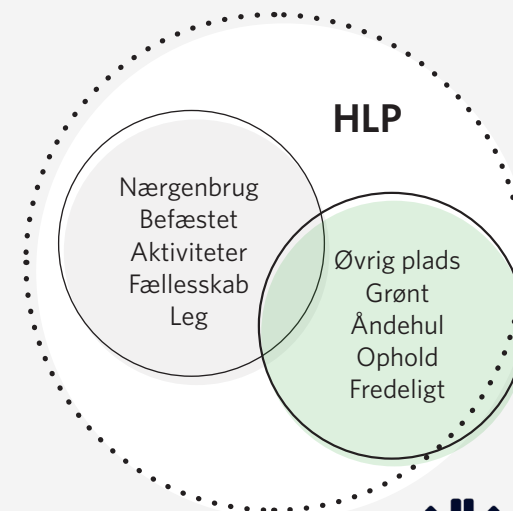 HLP
Nærgenbrug
Befæstet
Aktiviteter
Fællesskab
Leg
Øvrig plads
Grønt
Åndehul
Ophold
Fredeligt